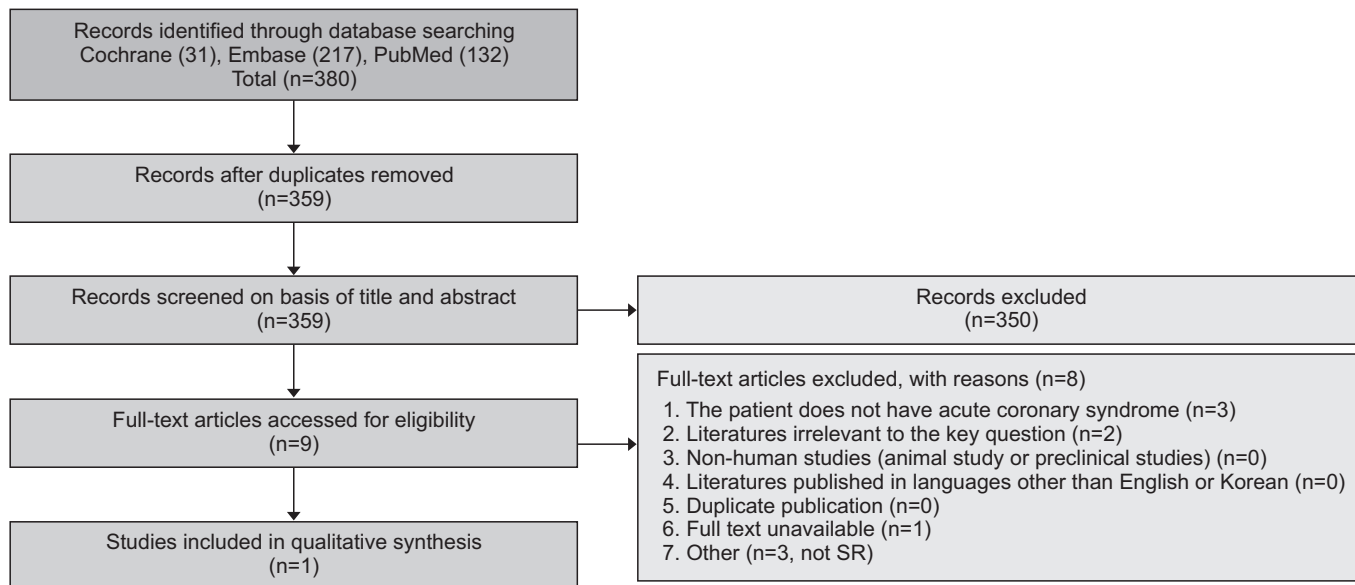 Records identified through database searching
Cochrane (31), Embase (217), PubMed (132)
Total (n=380)
Records after duplicates removed
(n=359)
Records screened on basis of title and abstract
(n=359)
Records excluded
(n=350)
Full-text articles accessed for eligibility
(n=9)
Full-text articles excluded, with reasons (n=8)
1. The patient does not have acute coronary syndrome (n=3)
2. Literatures irrelevant to the key question (n=2)
3. Non-human studies (animal study or preclinical studies) (n=0)
4. Literatures published in languages other than English or Korean (n=0)
5. Duplicate publication (n=0)
6. Full text unavailable (n=1)
7. Other (n=3, not SR)
Studies included in qualitative synthesis
(n=1)